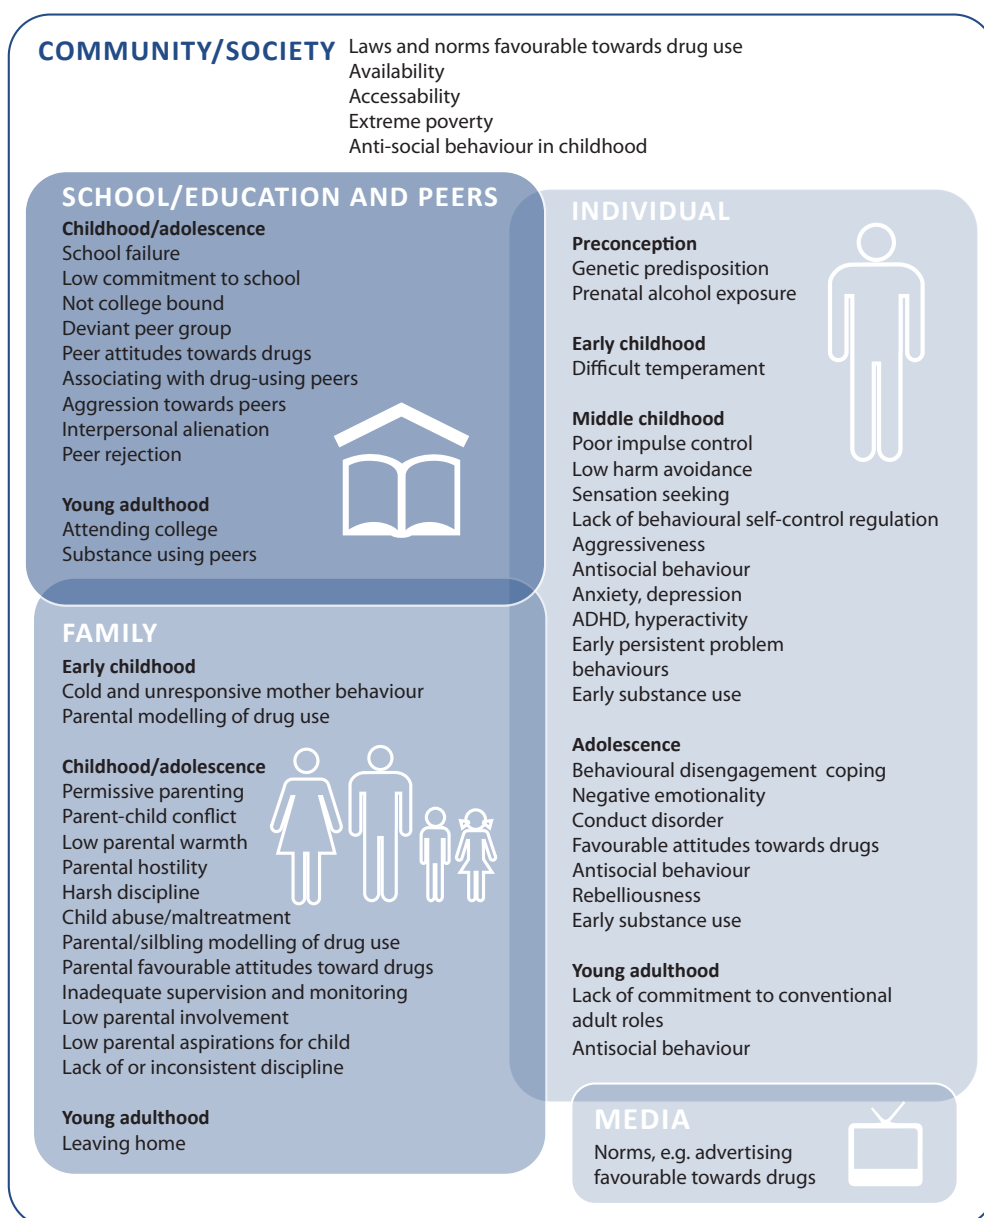 COMMUNITY/SOCIETY
Laws and norms favourable towards drug use
Availability
Accessability
Extreme poverty
Anti-social behaviour in childhood
SCHOOL/EDUCATION AND PEERS
Childhood/adolescence
School failure
Low commitment to school
Not college bound
Deviant peer group
Peer attitudes towards drugs
Associating with drug-using peers
Aggression towards peers
Interpersonal alienation
Peer rejection
Young adulthood
Attending college
Substance using peers
FAMILY
Early childhood
Cold and unresponsive mother behaviour
Parental modelling of drug use
Childhood/adolescence
Permissive parenting
Parent-child conflict
Low parental warmth
Parental hostility
Harsh discipline
Child abuse/maltreatment
Parental/silbling modelling of drug use
Parental favourable attitudes toward drugs
Inadequate supervision and monitoring
Low parental involvement
Low parental aspirations for child
Lack of or inconsistent discipline
Young adulthood
Leaving home
INDIVIDUAL
Preconception
Genetic predisposition
Prenatal alcohol exposure
Early childhood
Difficult temperament
Middle childhood
Poor impulse control
Low harm avoidance
Sensation seeking
Lack of behavioural self-control regulation
Aggressiveness
Antisocial behaviour
Anxiety, depression
ADHD, hyperactivity
Early persistent problem
behaviours
Early substance use
Adolescence
Behavioural disengagement coping
Negative emotionality
Conduct disorder
Favourable attitudes towards drugs
Antisocial behaviour
Rebelliousness
Early substance use
Young adulthood
Lack of commitment to conventional
adult roles
Antisocial behaviour
MEDIA
Norms, e.g. advertising
favourable towards drugs